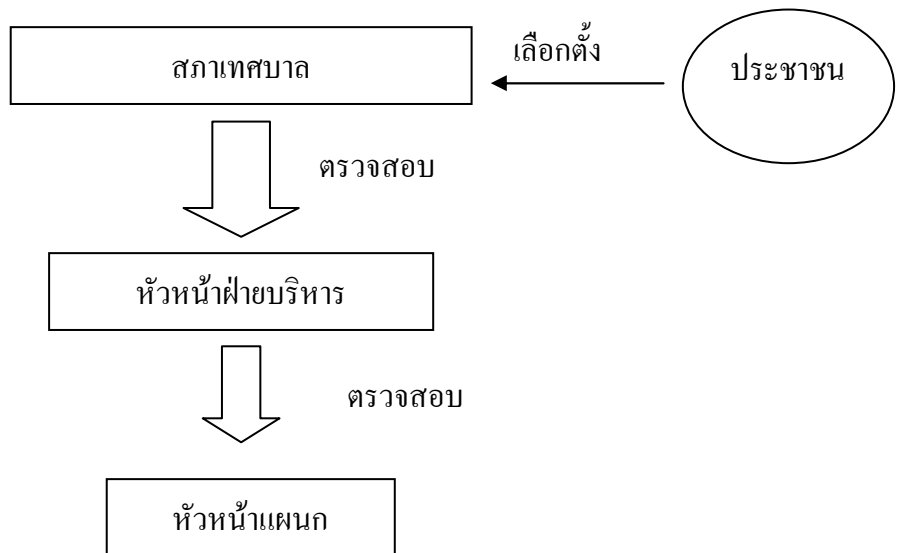 สภาเทศบาล
เลือกตั้ง
ประชาชน
ตรวจสอบ
หัวหน้าฝ่ายบริหาร
ตรวจสอบ
หัวหน้าแผนก